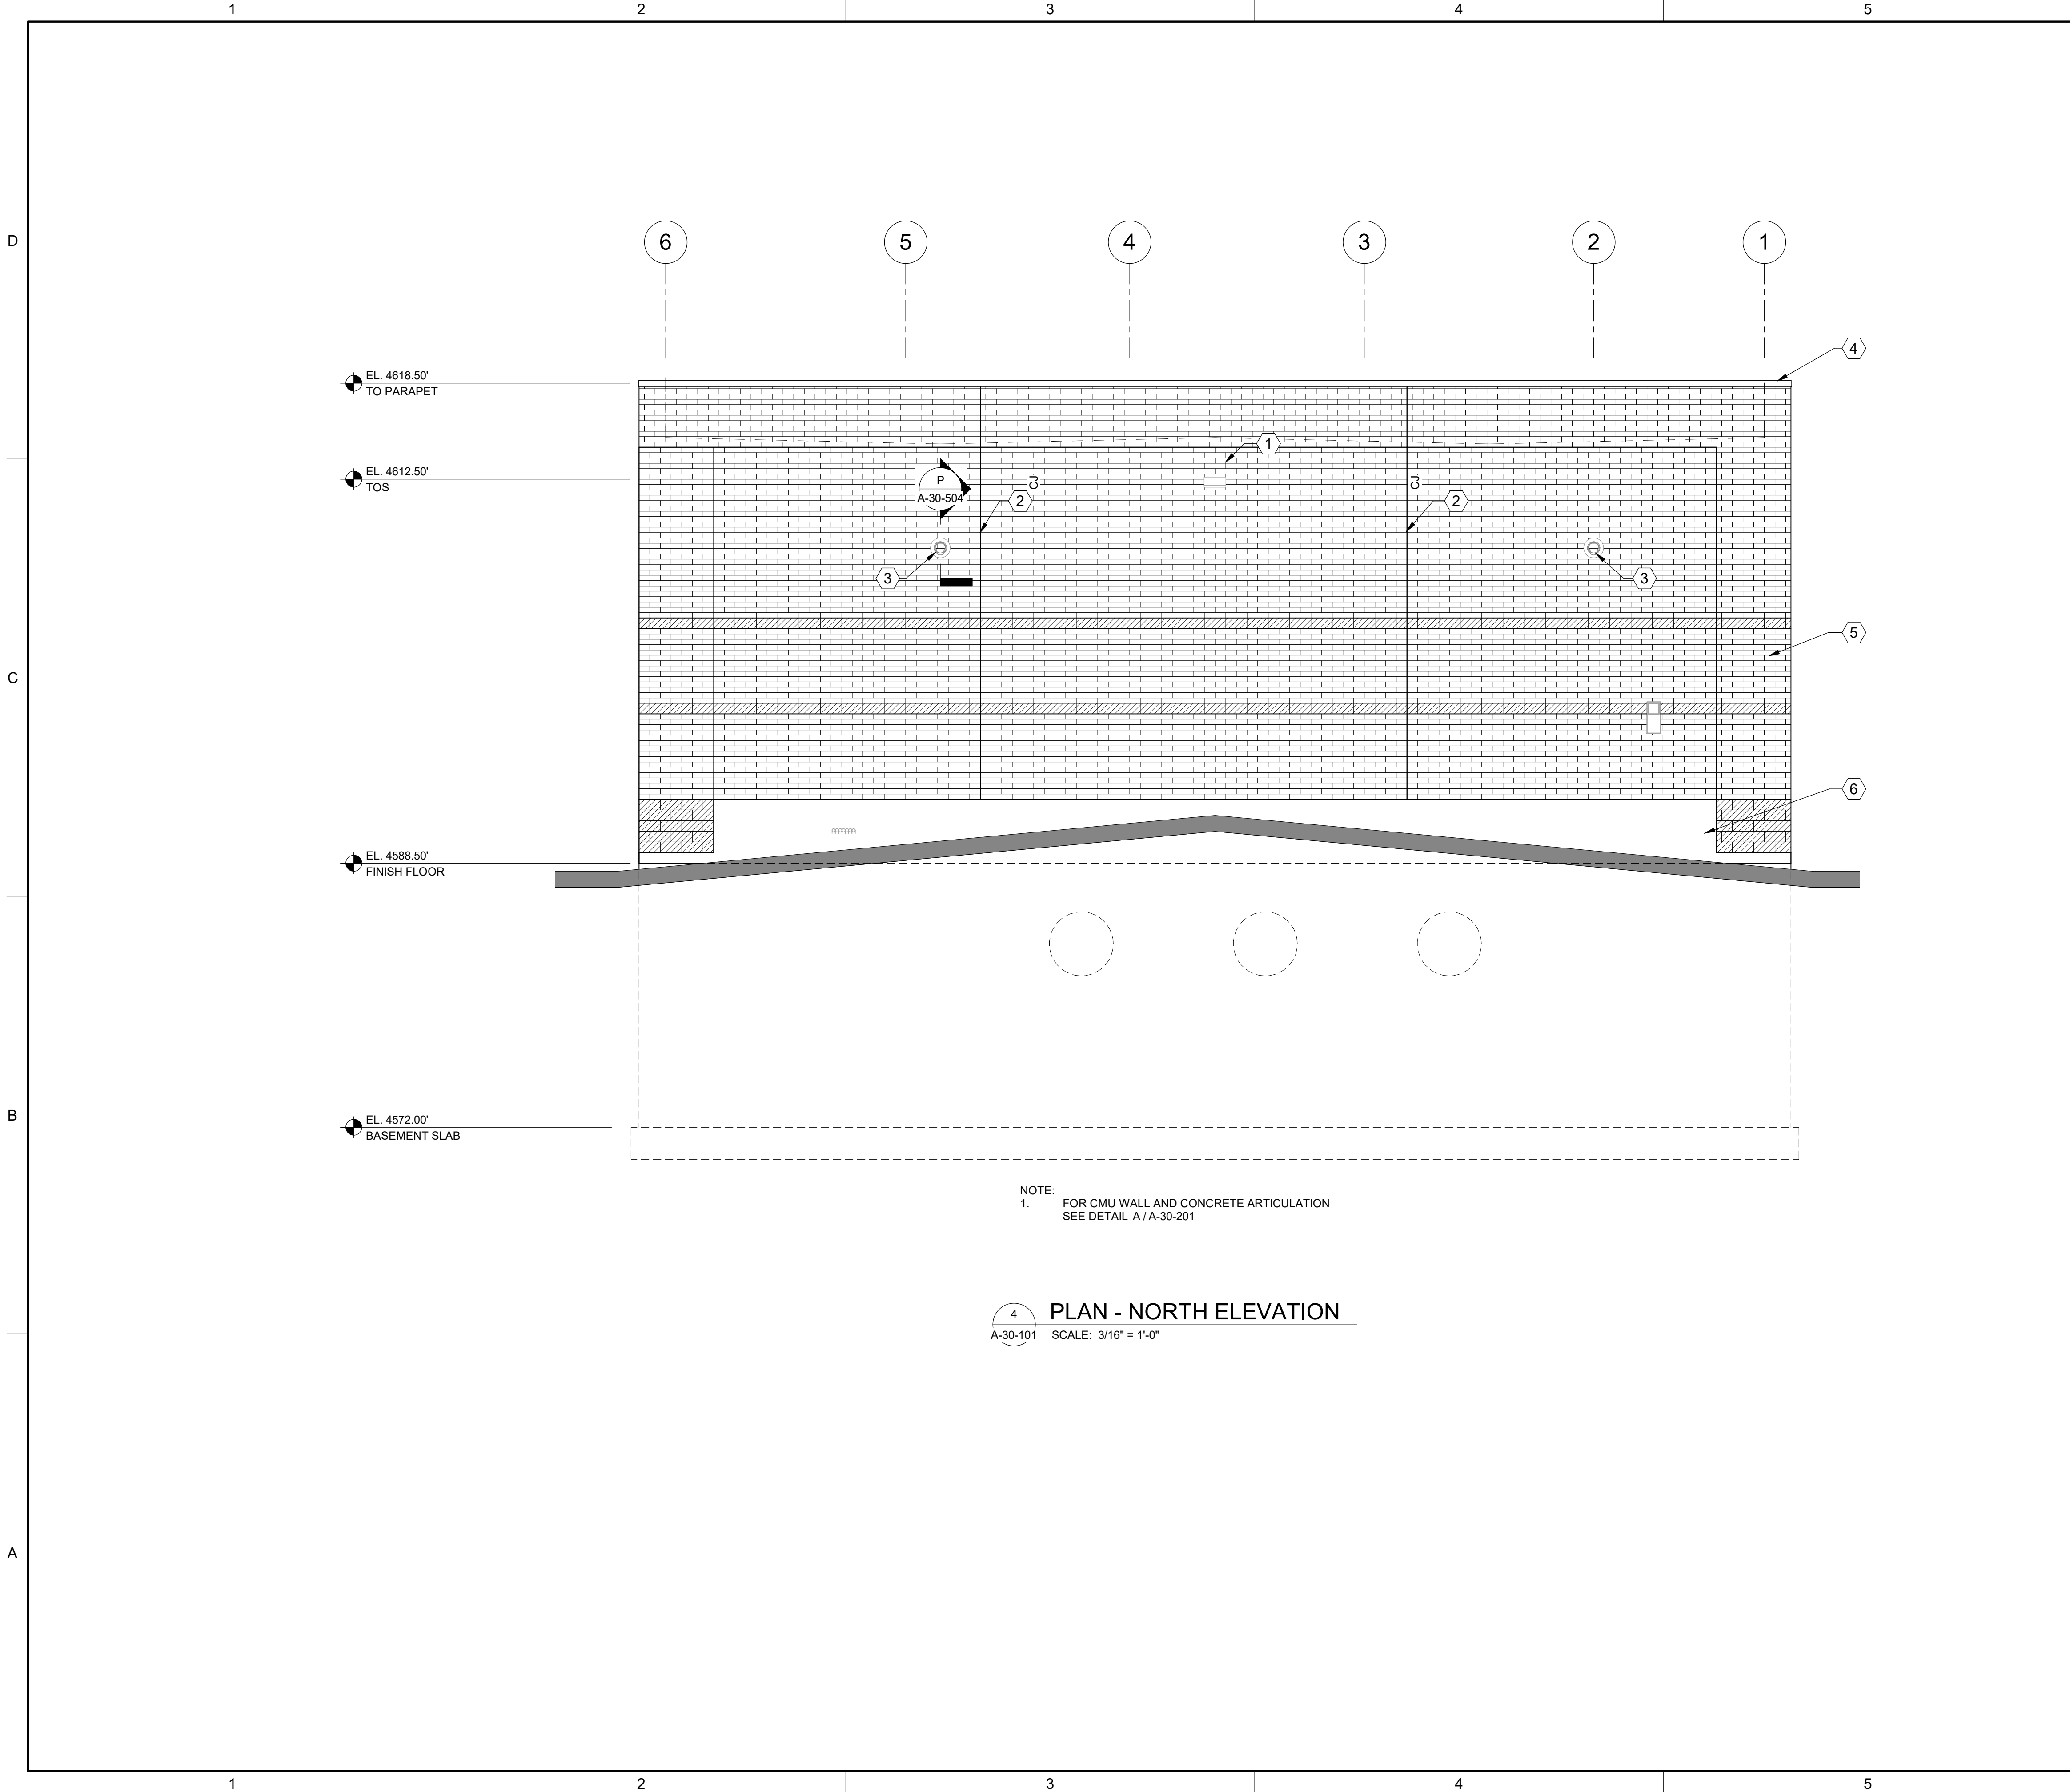 1 2 3 4 5
D
6 5 4 3 2 1
4
EL. 4618.50'
TO PARAPET
1
EL. 4612.50'
TOS
P
A-30-504
CJ
CJ
2
2
3
3
5
C
6
EL. 4588.50'
FINISH FLOOR
B
EL. 4572.00'
BASEMENT SLAB
NOTE:
1. FOR CMU WALL AND CONCRETE ARTICULATION
SEE DETAIL A / A-30-201
4
A-30-101
PLAN - NORTH ELEVATION
SCALE: 3/16" = 1'-0"
A
1 2 3 4 5